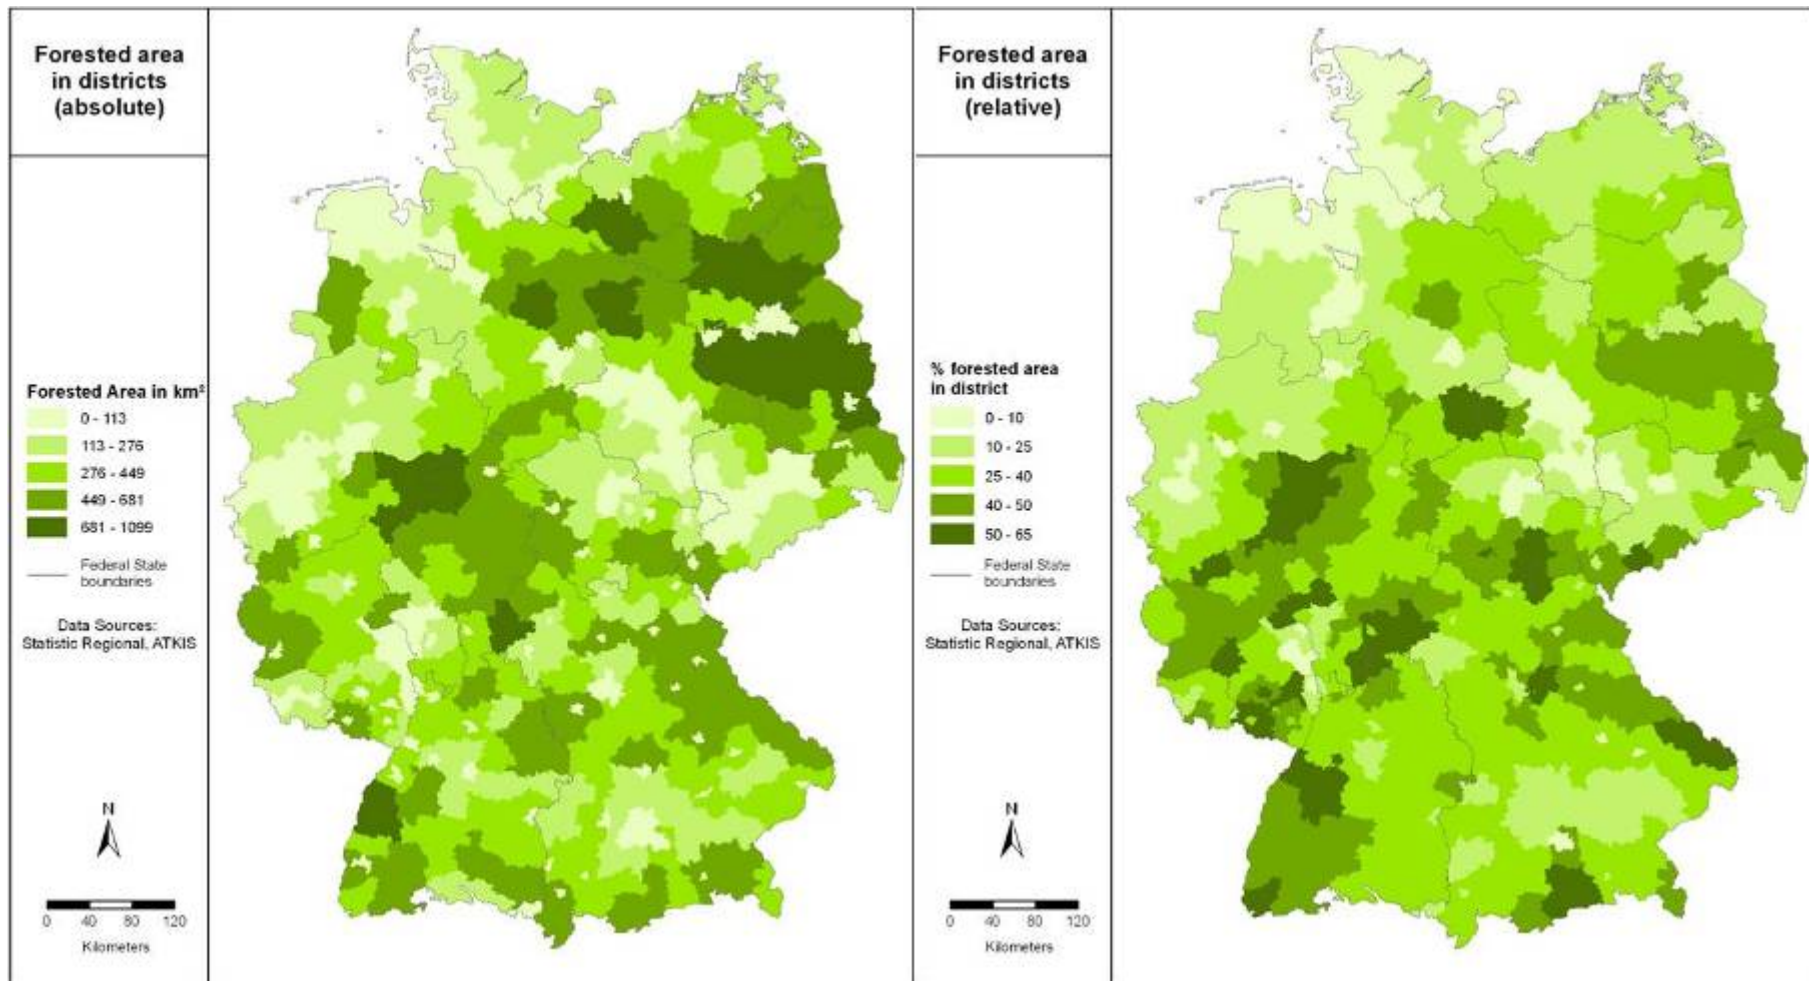 Forested area
in districts
(absolute)
Forested Area in km²
0 - 113
113 - 276
276 - 449
449 - 681
681 - 1099
Federal State
boundaries
Data Sources:
Statistic Regional, ATKIS
N
0 40 80 120
Kilometers
Forested area
in districts
(relative)
% forested area
in district
0 - 10
10 - 25
25 - 40
40 - 50
50 - 65
Federal State
boundaries
Data Sources:
Statistic Regional, ATKIS
N
0 40 80 120
Kilometers